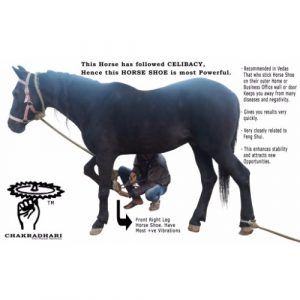 This Horse has followed CELIBACY,
Hence this HORSE SHOE is most Powerful.
- Recommended in Vedas
That who stick Horse Shoe
on their outer Home or
Business Office wall or door
Keeps you away from many
diseases and negativity.
- Gives you results very
quickly.
- Very closely related to
Feng Shui.
- This enhances stability
and attracts new
Opportunities.
Front Right Leg
Horse Shoe. Have
Most +ve Vibrations
TM
CHAKRADHARI